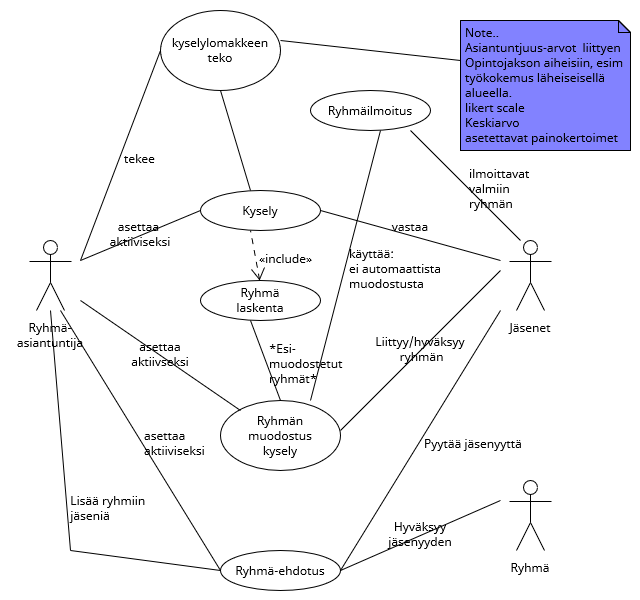 kyselylomakkeen
teko
Note..
Asiantuntjuus-arvot  liittyen
Opintojakson aiheisiin, esim
työkokemus läheiseisellä
alueella.
likert scale
Keskiarvo
asetettavat painokertoimet
Ryhmäilmoitus
tekee
ilmoittavat
valmiin
ryhmän
Kysely
asettaa
aktiiviseksi
vastaa
«include»
käyttää:
ei automaattista
muodostusta
Ryhmä
laskenta
Ryhmä-
asiantuntija
Jäsenet
asettaa
aktiivseksi
*Esi-
muodostetut
ryhmät*
Liittyy/hyväksyy
ryhmän
Ryhmän
muodostus
kysely
asettaa
aktiiviseksi
Pyytää jäsenyyttä
Lisää ryhmiin
jäseniä
Hyväksyy
jäsenyyden
Ryhmä-ehdotus
Ryhmä